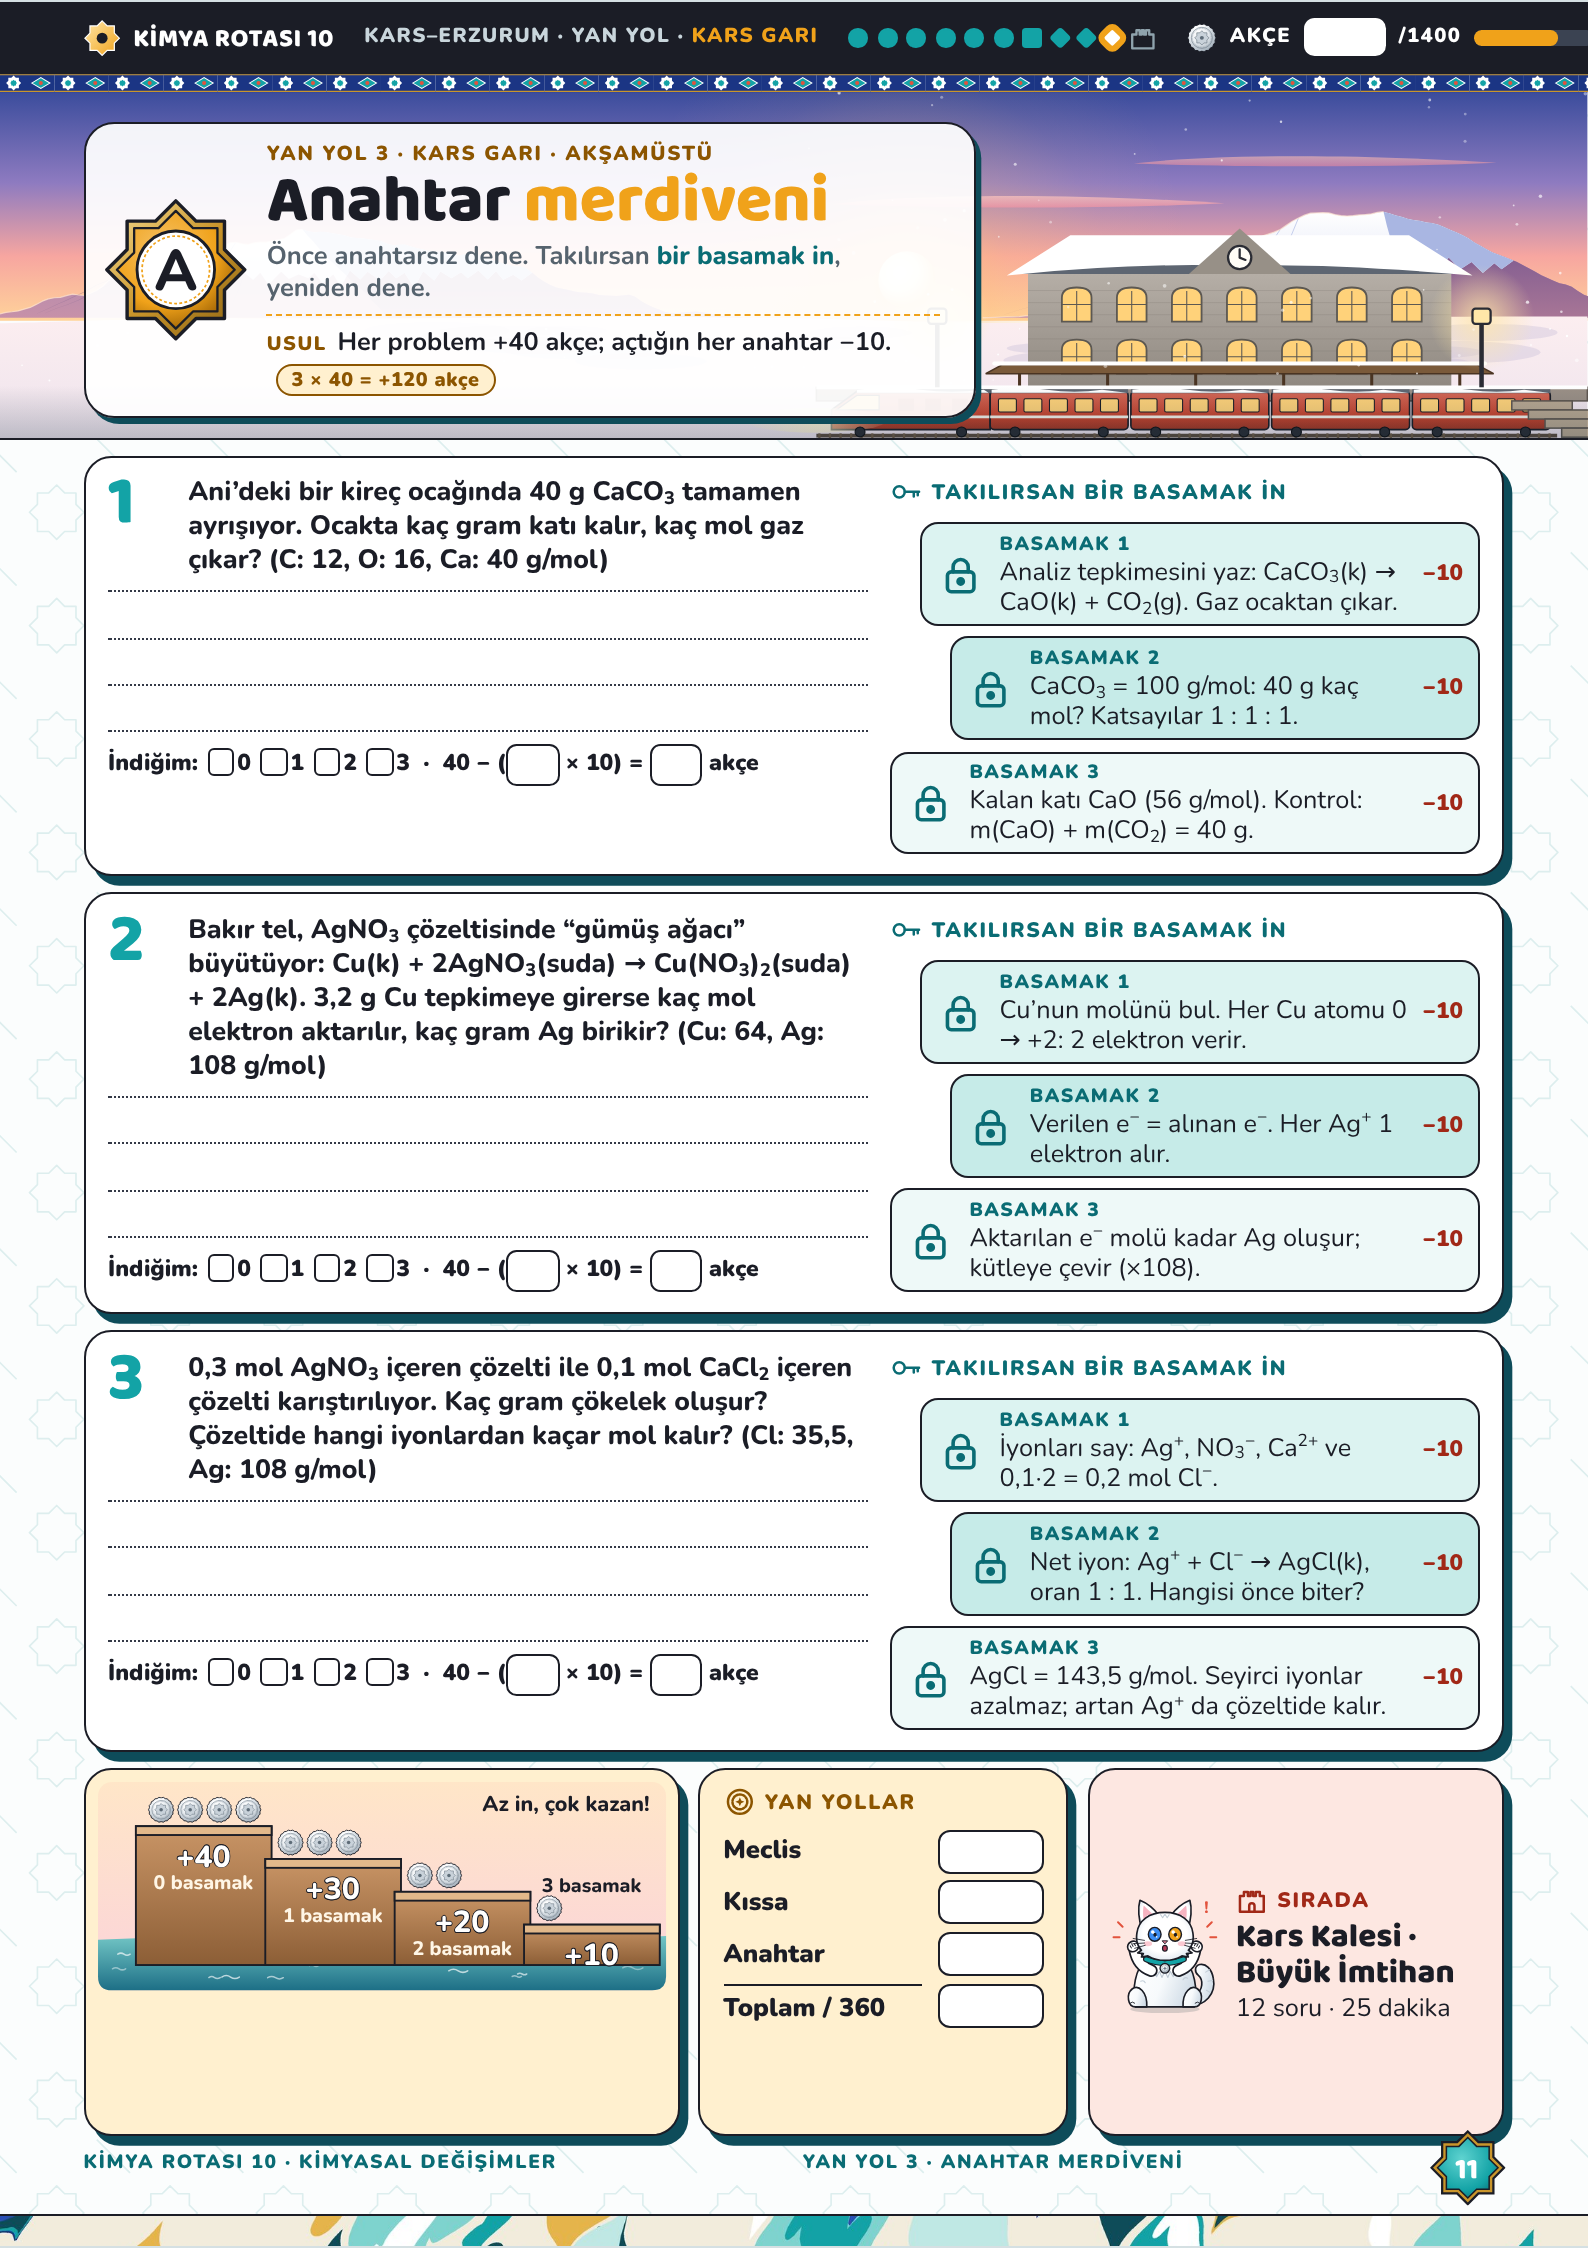 KİMYA ROTASI 10
KARS–ERZURUM · YAN YOL · KARS GARI
AKÇE /1400
YAN YOL 3 · KARS GARI · AKŞAMÜSTÜ
Anahtar merdiveni
A
Önce anahtarsız dene. Takılırsan bir basamak in,
yeniden dene.
USUL Her problem +40 akçe; açtığın her anahtar −10.
3 × 40 = +120 akçe
1
Ani’deki bir kireç ocağında 40 g CaCO₃ tamamen
ayrışıyor. Ocakta kaç gram katı kalır, kaç mol gaz
çıkar? (C: 12, O: 16, Ca: 40 g/mol)
İndiğim: 0 1 2 3 · 40 − ( × 10) = akçe
TAKILIRSAN BİR BASAMAK İN
BASAMAK 1
Analiz tepkimesini yaz: CaCO₃(k) →
CaO(k) + CO₂(g). Gaz ocaktan çıkar.
−10
BASAMAK 2
CaCO₃ = 100 g/mol: 40 g kaç
mol? Katsayılar 1 : 1 : 1.
−10
BASAMAK 3
Kalan katı CaO (56 g/mol). Kontrol:
m(CaO) + m(CO₂) = 40 g.
−10
2
Bakır tel, AgNO₃ çözeltisinde “gümüş ağacı”
büyütüyor: Cu(k) + 2AgNO₃(suda) → Cu(NO₃)₂(suda)
+ 2Ag(k). 3,2 g Cu tepkimeye girerse kaç mol
elektron aktarılır, kaç gram Ag birikir? (Cu: 64, Ag:
108 g/mol)
İndiğim: 0 1 2 3 · 40 − ( × 10) = akçe
TAKILIRSAN BİR BASAMAK İN
BASAMAK 1
Cu’nun molünü bul. Her Cu atomu 0
→ +2: 2 elektron verir.
−10
BASAMAK 2
Verilen e⁻ = alınan e⁻. Her Ag⁺ 1
elektron alır.
−10
BASAMAK 3
Aktarılan e⁻ molü kadar Ag oluşur;
kütleye çevir (×108).
−10
3
0,3 mol AgNO₃ içeren çözelti ile 0,1 mol CaCl₂ içeren
çözelti karıştırılıyor. Kaç gram çökelek oluşur?
Çözeltide hangi iyonlardan kaçar mol kalır? (Cl: 35,5,
Ag: 108 g/mol)
İndiğim: 0 1 2 3 · 40 − ( × 10) = akçe
TAKILIRSAN BİR BASAMAK İN
BASAMAK 1
İyonları say: Ag⁺, NO₃⁻, Ca²⁺ ve
0,1·2 = 0,2 mol Cl⁻.
−10
BASAMAK 2
Net iyon: Ag⁺ + Cl⁻ → AgCl(k),
oran 1 : 1. Hangisi önce biter?
−10
BASAMAK 3
AgCl = 143,5 g/mol. Seyirci iyonlar
azalmaz; artan Ag⁺ da çözeltide kalır.
−10
Az in, çok kazan!
+40
0 basamak
+30
1 basamak
+20
2 basamak
3 basamak
+10
YAN YOLLAR
Meclis
Kıssa
Anahtar
Toplam / 360
SIRADA
Kars Kalesi ·
Büyük İmtihan
12 soru · 25 dakika
KİMYA ROTASI 10 · KİMYASAL DEĞİŞİMLER
YAN YOL 3 · ANAHTAR MERDİVENİ
11